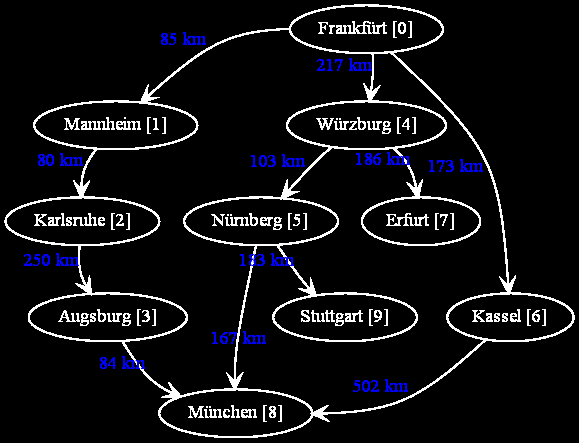 Frankfürt [0]
85 km
217 km
Mannheim [1]
Würzburg [4]
80 km
103 km
186 km
173 km
Karlsruhe [2]
Nürnberg [5]
Erfurt [7]
250 km
183 km
Augsburg [3]
Stuttgart [9]
Kassel [6]
84 km
167 km
502 km
München [8]